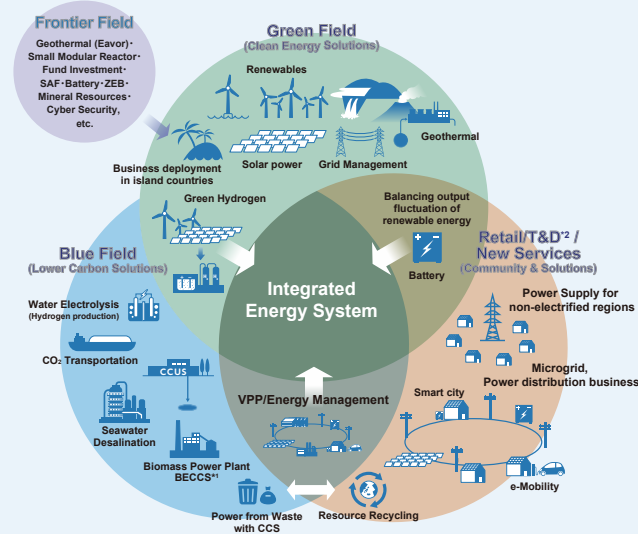 Frontier Field
Geothermal (Eavor)・
Small Modular Reactor・
Fund Investment・
SAF・Battery・ZEB・
Mineral Resources・
Cyber Security,
etc.
Green Field
(Clean Energy Solutions)
Renewables
Geothermal
Business deployment
in island countries
Solar power
Grid Management
Green Hydrogen
Balancing output
fluctuation of
renewable energy
Battery
Blue Field
(Lower Carbon Solutions)
Retail/T&D*2 /
New Services
(Community & Solutions)
Integrated
Energy System
Water Electrolysis
(Hydrogen production)
CO₂ Transportation
CCUS
Seawater
Desalination
Biomass Power Plant
BECCS*1
Power from Waste
with CCS
VPP/Energy Management
Resource Recycling
Power Supply for
non-electrified regions
Microgrid,
Power distribution business
Smart city
e-Mobility